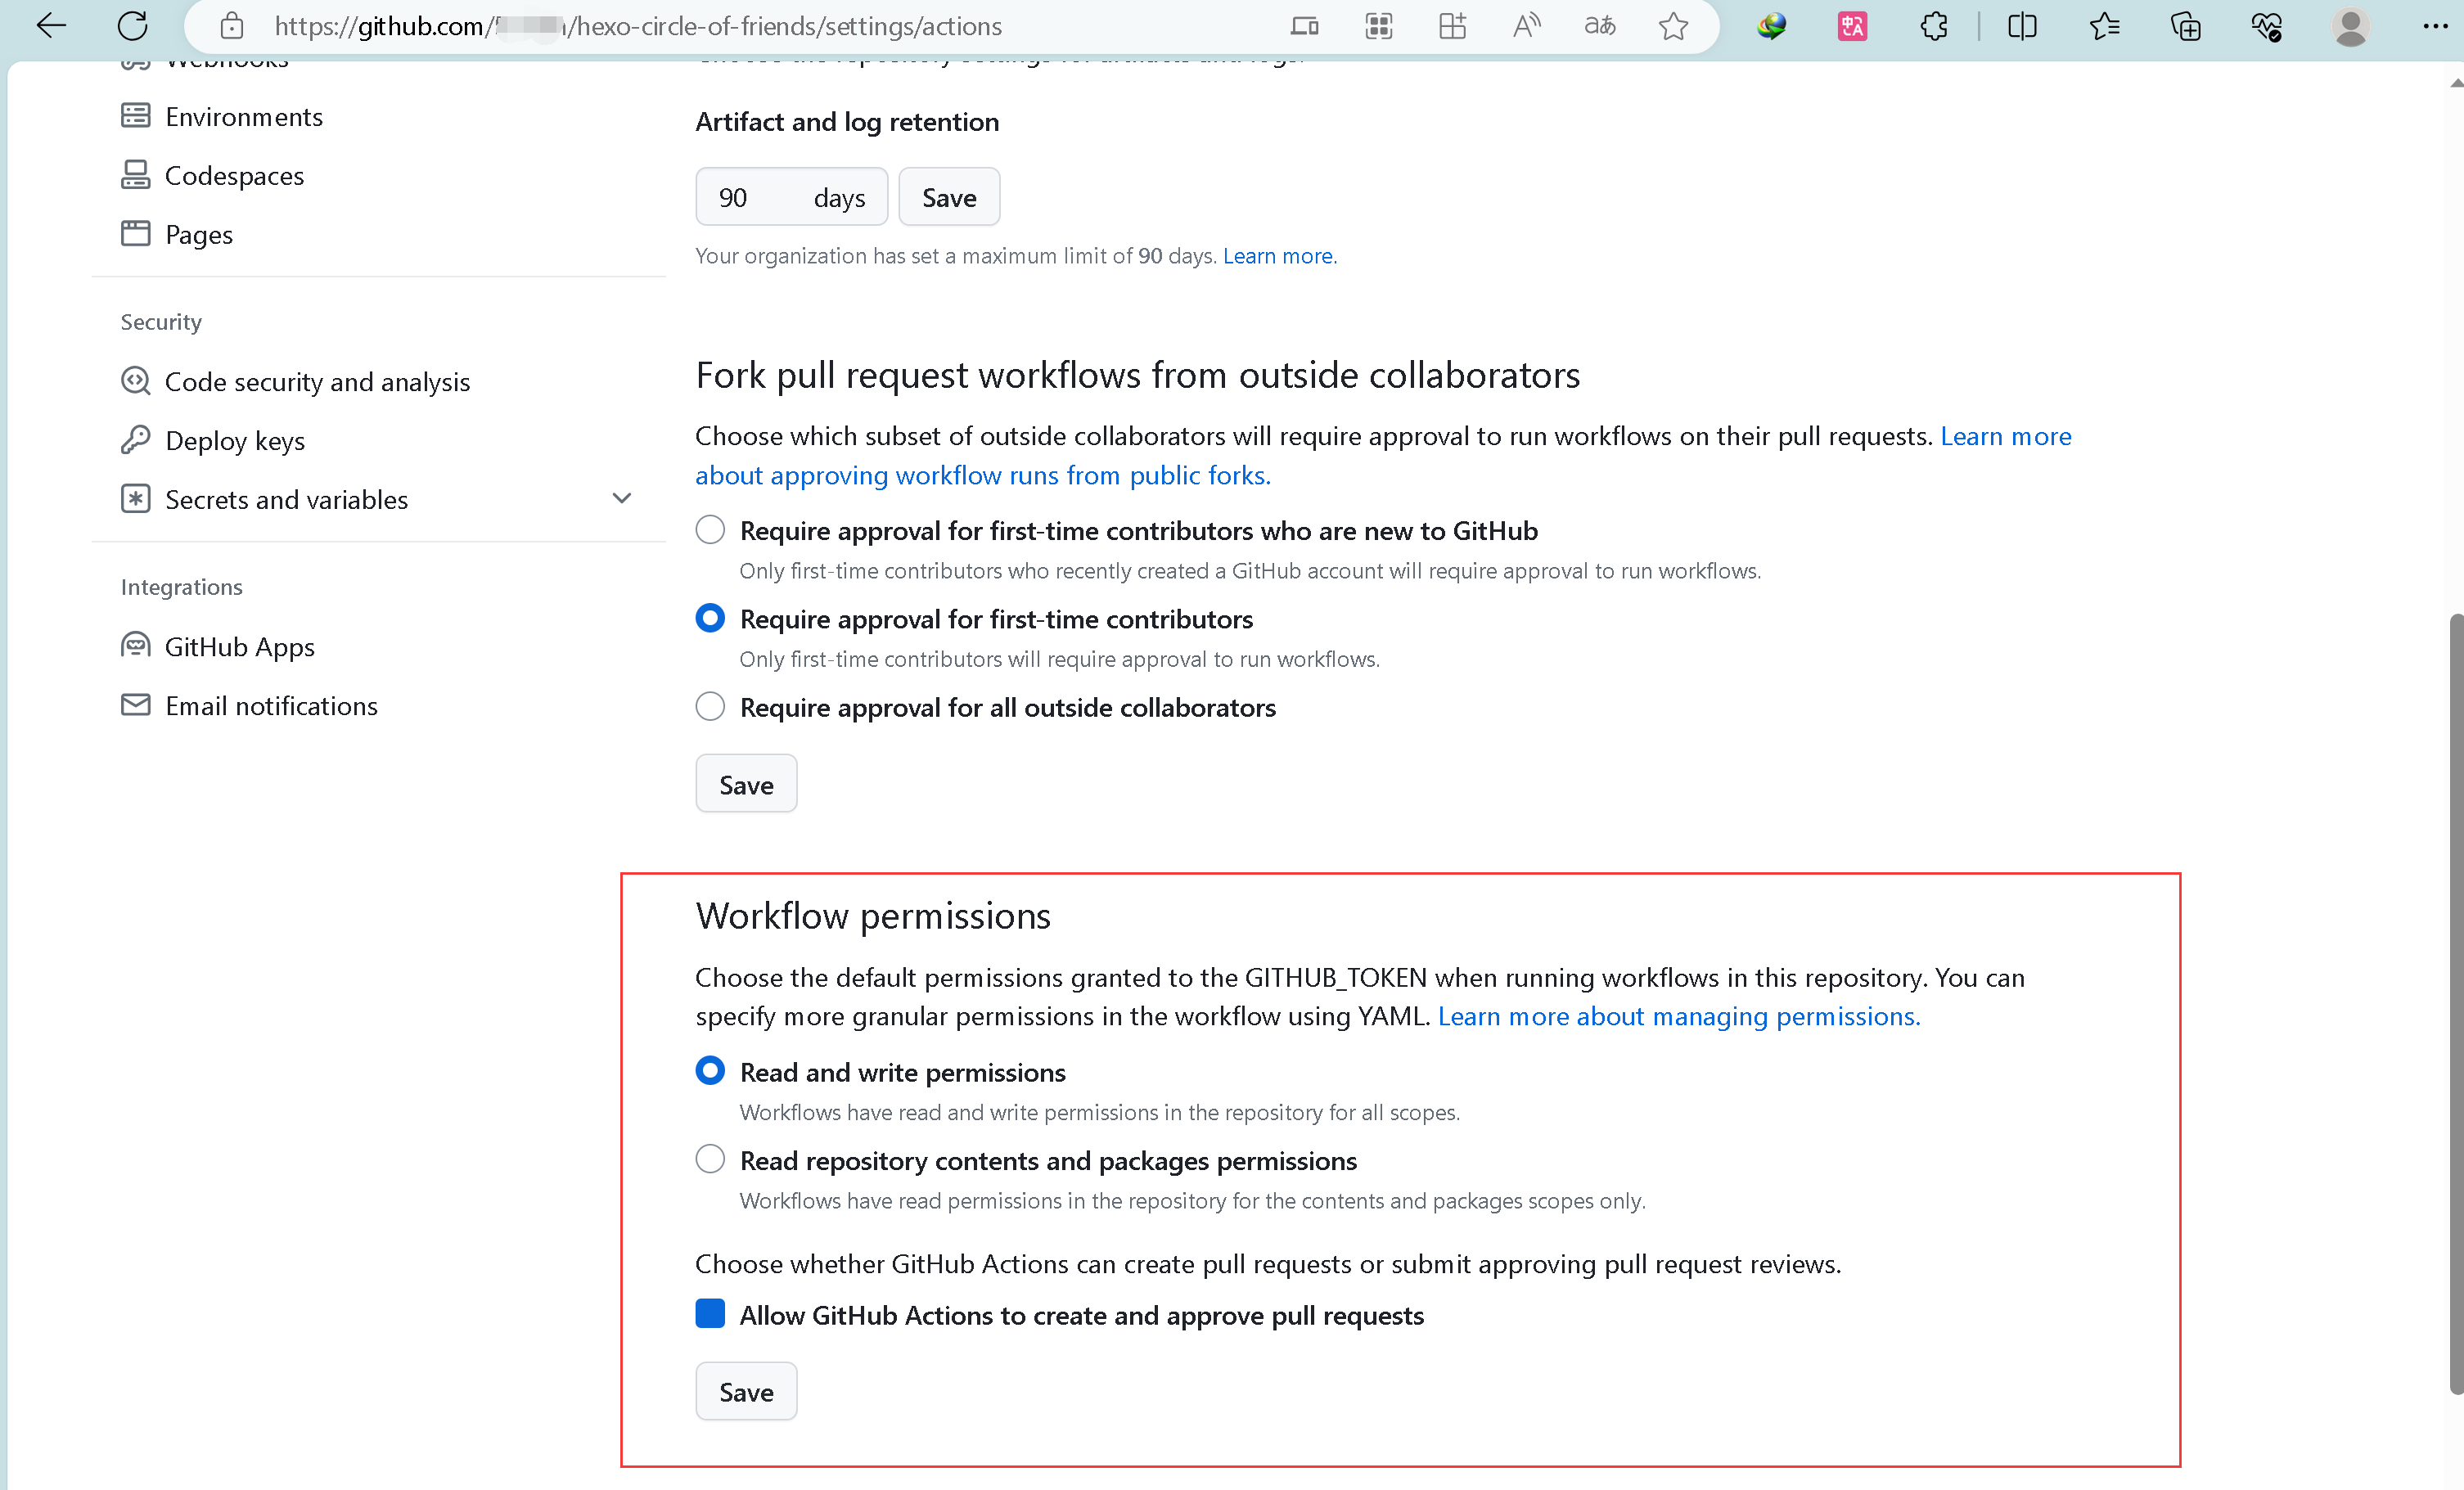 https://github.com/ /hexo-circle-of-friends/settings/actions
Webhooks
Environments
Codespaces
Pages
Security
Code security and analysis
Deploy keys
Secrets and variables
Integrations
GitHub Apps
Email notifications
Choose the repository settings for artifacts and logs.
Artifact and log retention
90 days Save
Your organization has set a maximum limit of 90 days. Learn more.
Fork pull request workflows from outside collaborators
Choose which subset of outside collaborators will require approval to run workflows on their pull requests. Learn more
about approving workflow runs from public forks.
Require approval for first-time contributors who are new to GitHub
Only first-time contributors who recently created a GitHub account will require approval to run workflows.
Require approval for first-time contributors
Only first-time contributors will require approval to run workflows.
Require approval for all outside collaborators
Save
Workflow permissions
Choose the default permissions granted to the GITHUB_TOKEN when running workflows in this repository. You can
specify more granular permissions in the workflow using YAML. Learn more about managing permissions.
Read and write permissions
Workflows have read and write permissions in the repository for all scopes.
Read repository contents and packages permissions
Workflows have read permissions in the repository for the contents and packages scopes only.
Choose whether GitHub Actions can create pull requests or submit approving pull request reviews.
Allow GitHub Actions to create and approve pull requests
Save